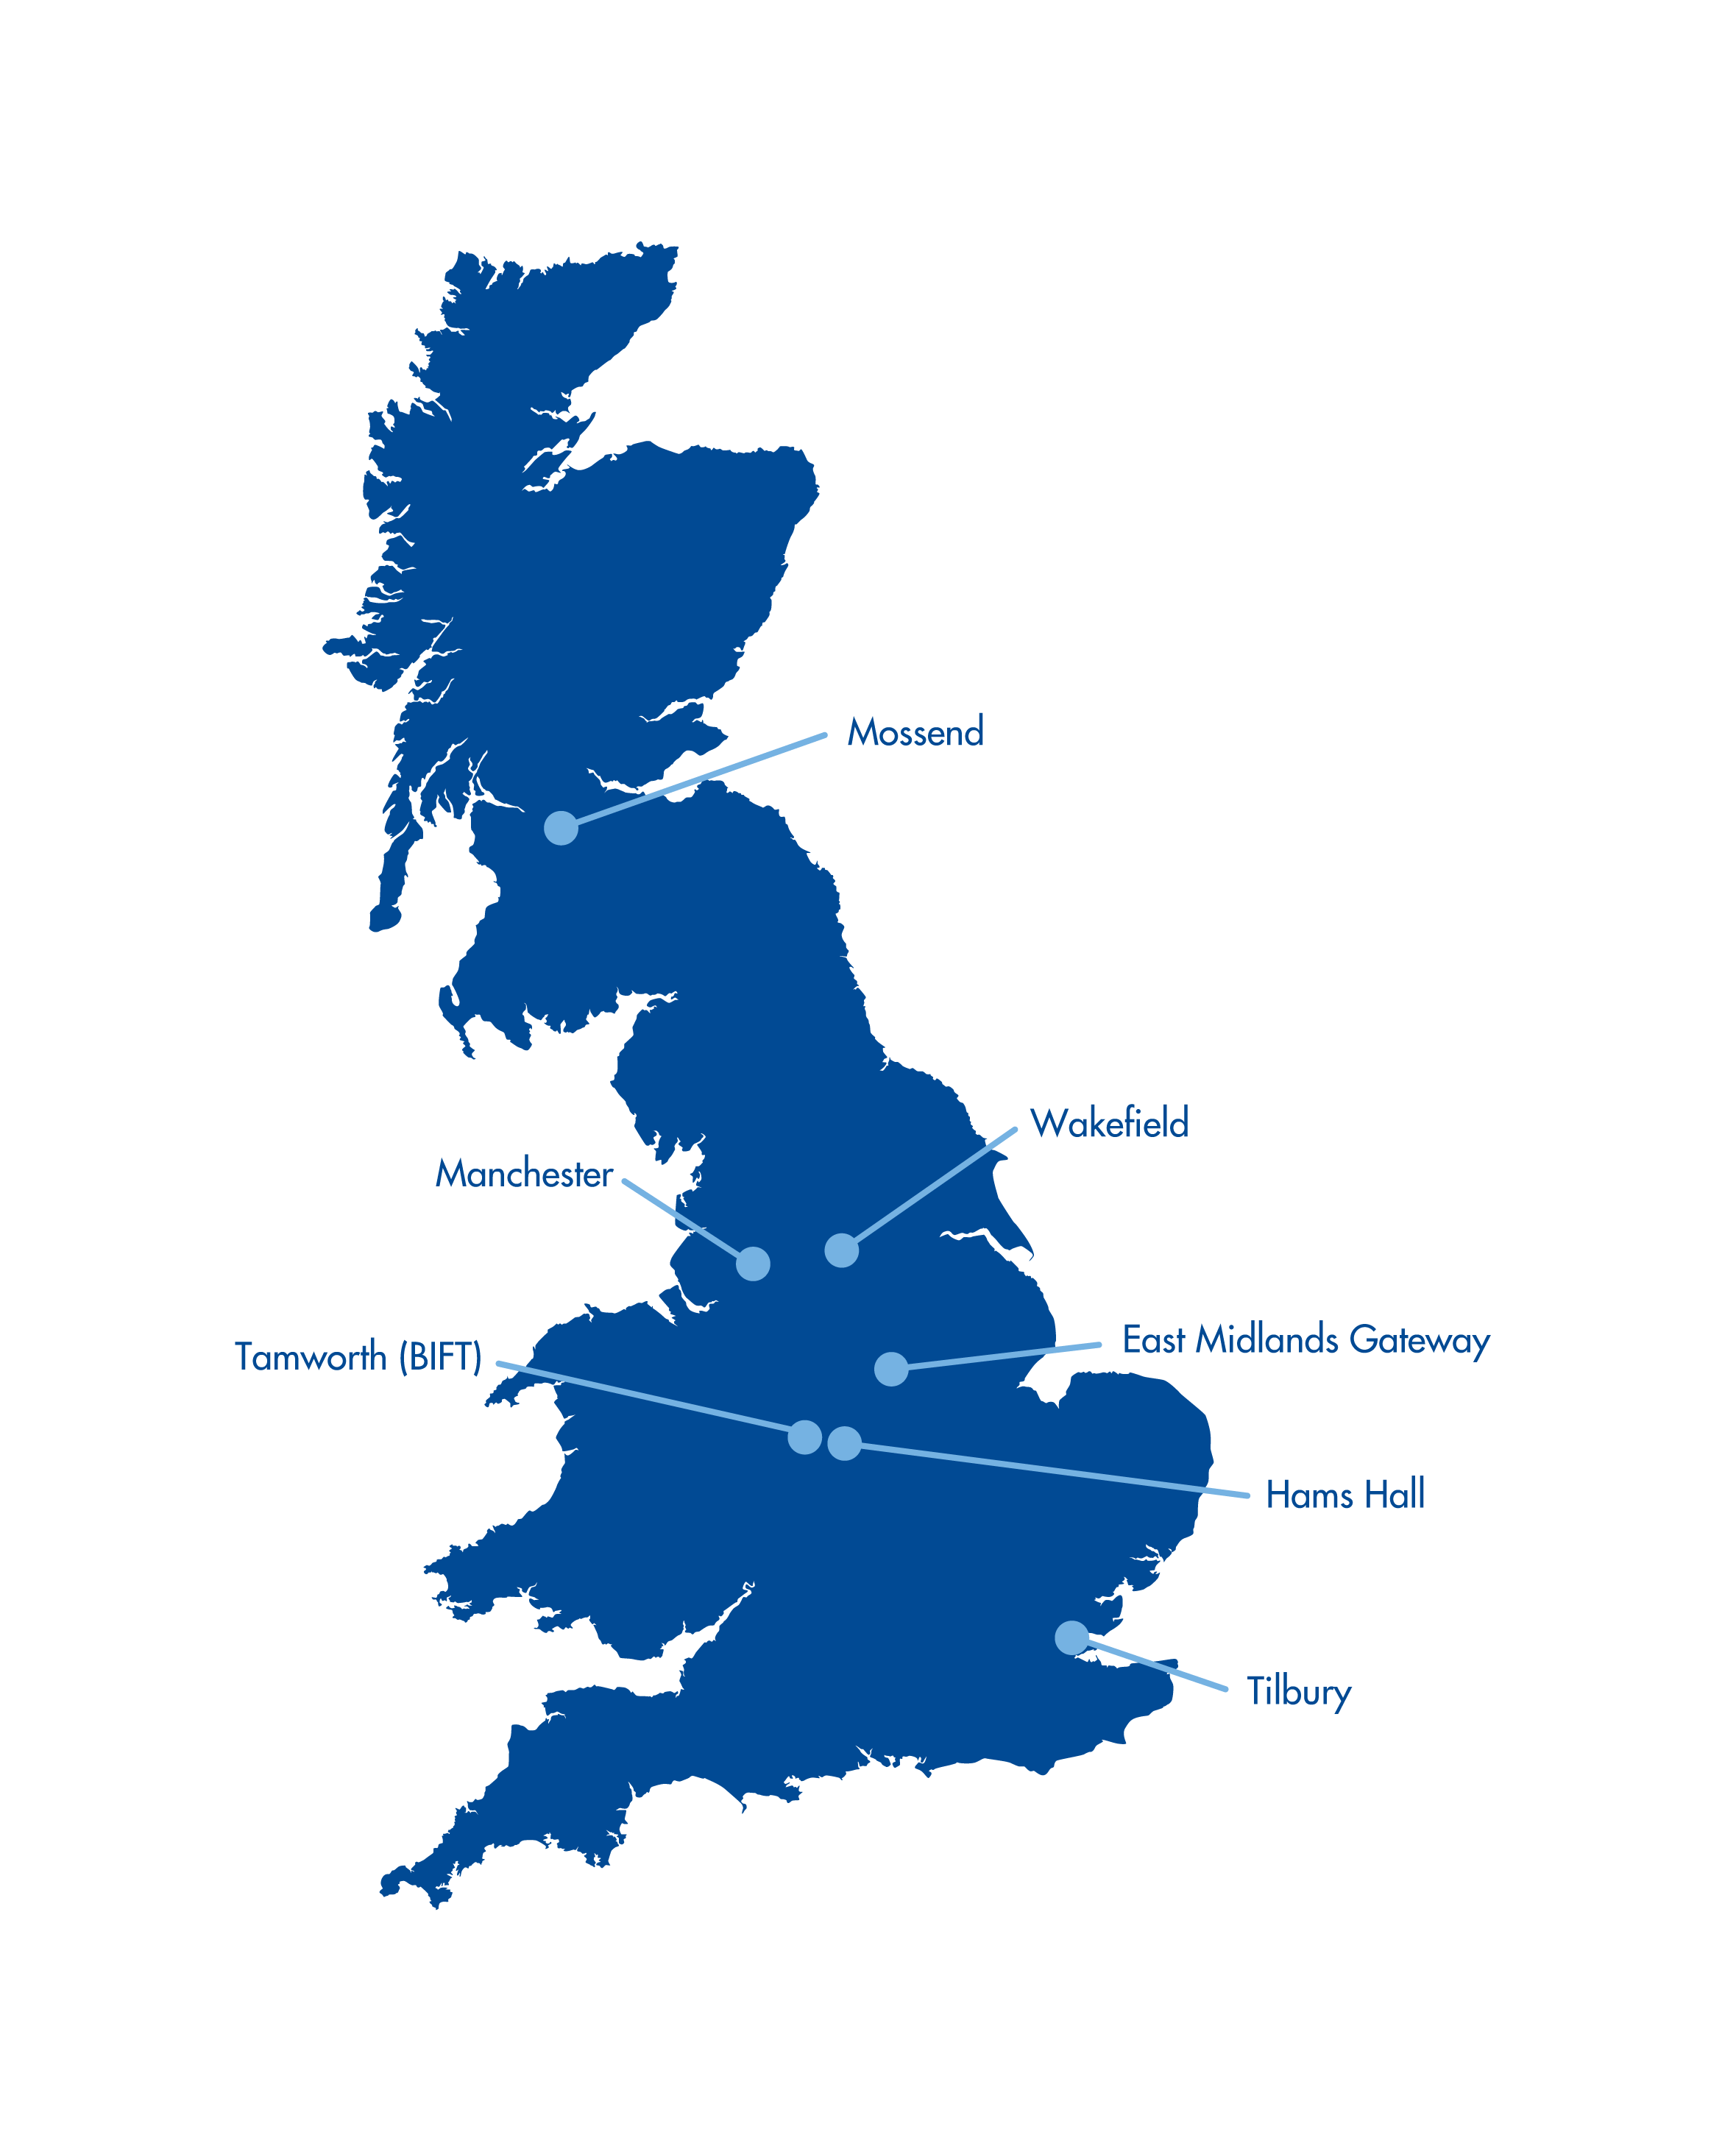 Mossend
Wakefield
Manchester
East Midlands Gateway
Tamworth (BIFT)
Hams Hall
Tilbury